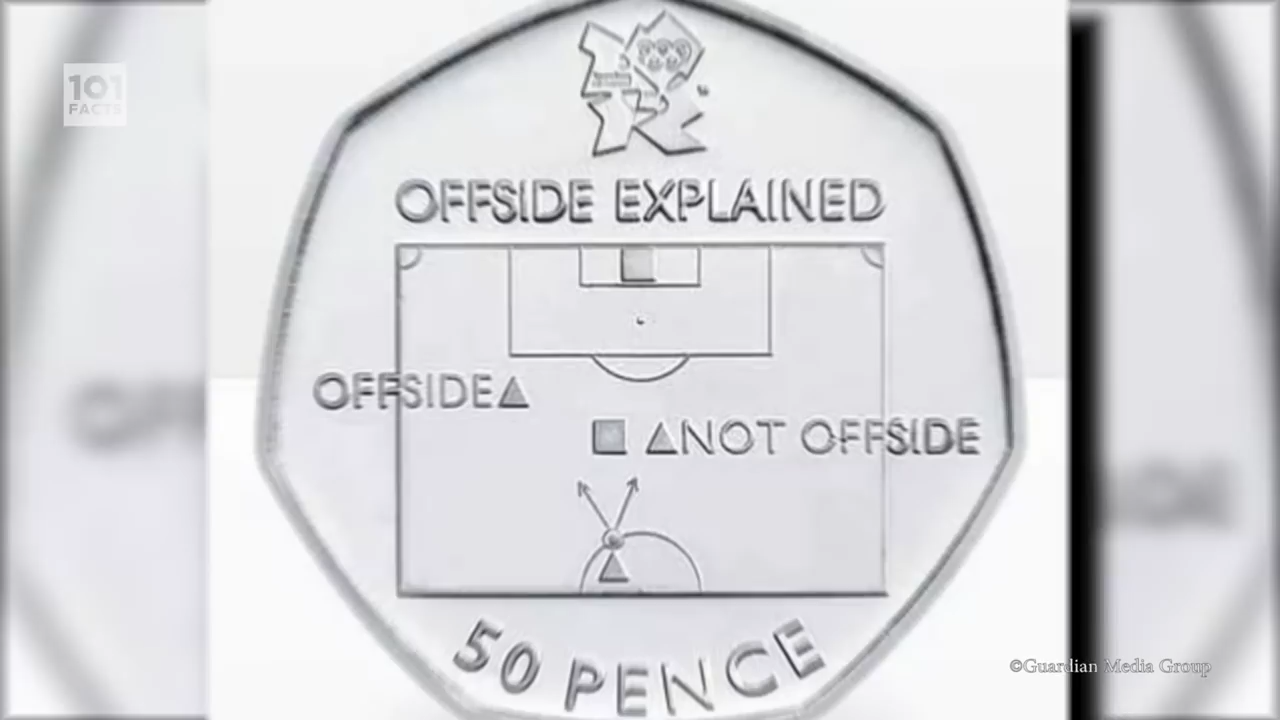 101
FACTS
OFFSIDE EXPLAINED
OFFSIDE
NOT OFFSIDE
50 PENCE
©Guardian Media Group